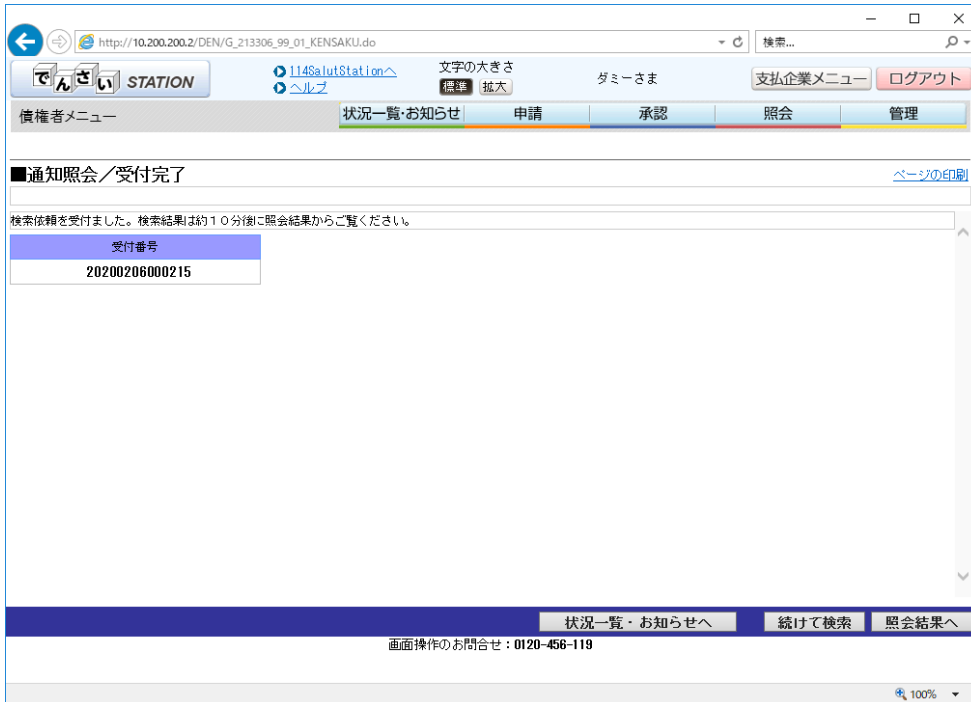 http://10.200.200.2/DEN/G_213306_99_01_KENSAKU.do
検索...
でんさい STATION
114SalutStationへ
ヘルプ
文字の大きさ
標準 拡大
ダミーさま
支払企業メニュー
ログアウト
債権者メニュー
状況一覧・お知らせ 申請 承認 照会 管理
■通知照会／受付完了
ページの印刷
検索依頼を受付ました。検索結果は約１０分後に照会結果からご覧ください。
受付番号
20200206000215
状況一覧・お知らせへ 続けて検索 照会結果へ
画面操作のお問合せ：0120-456-119
100%